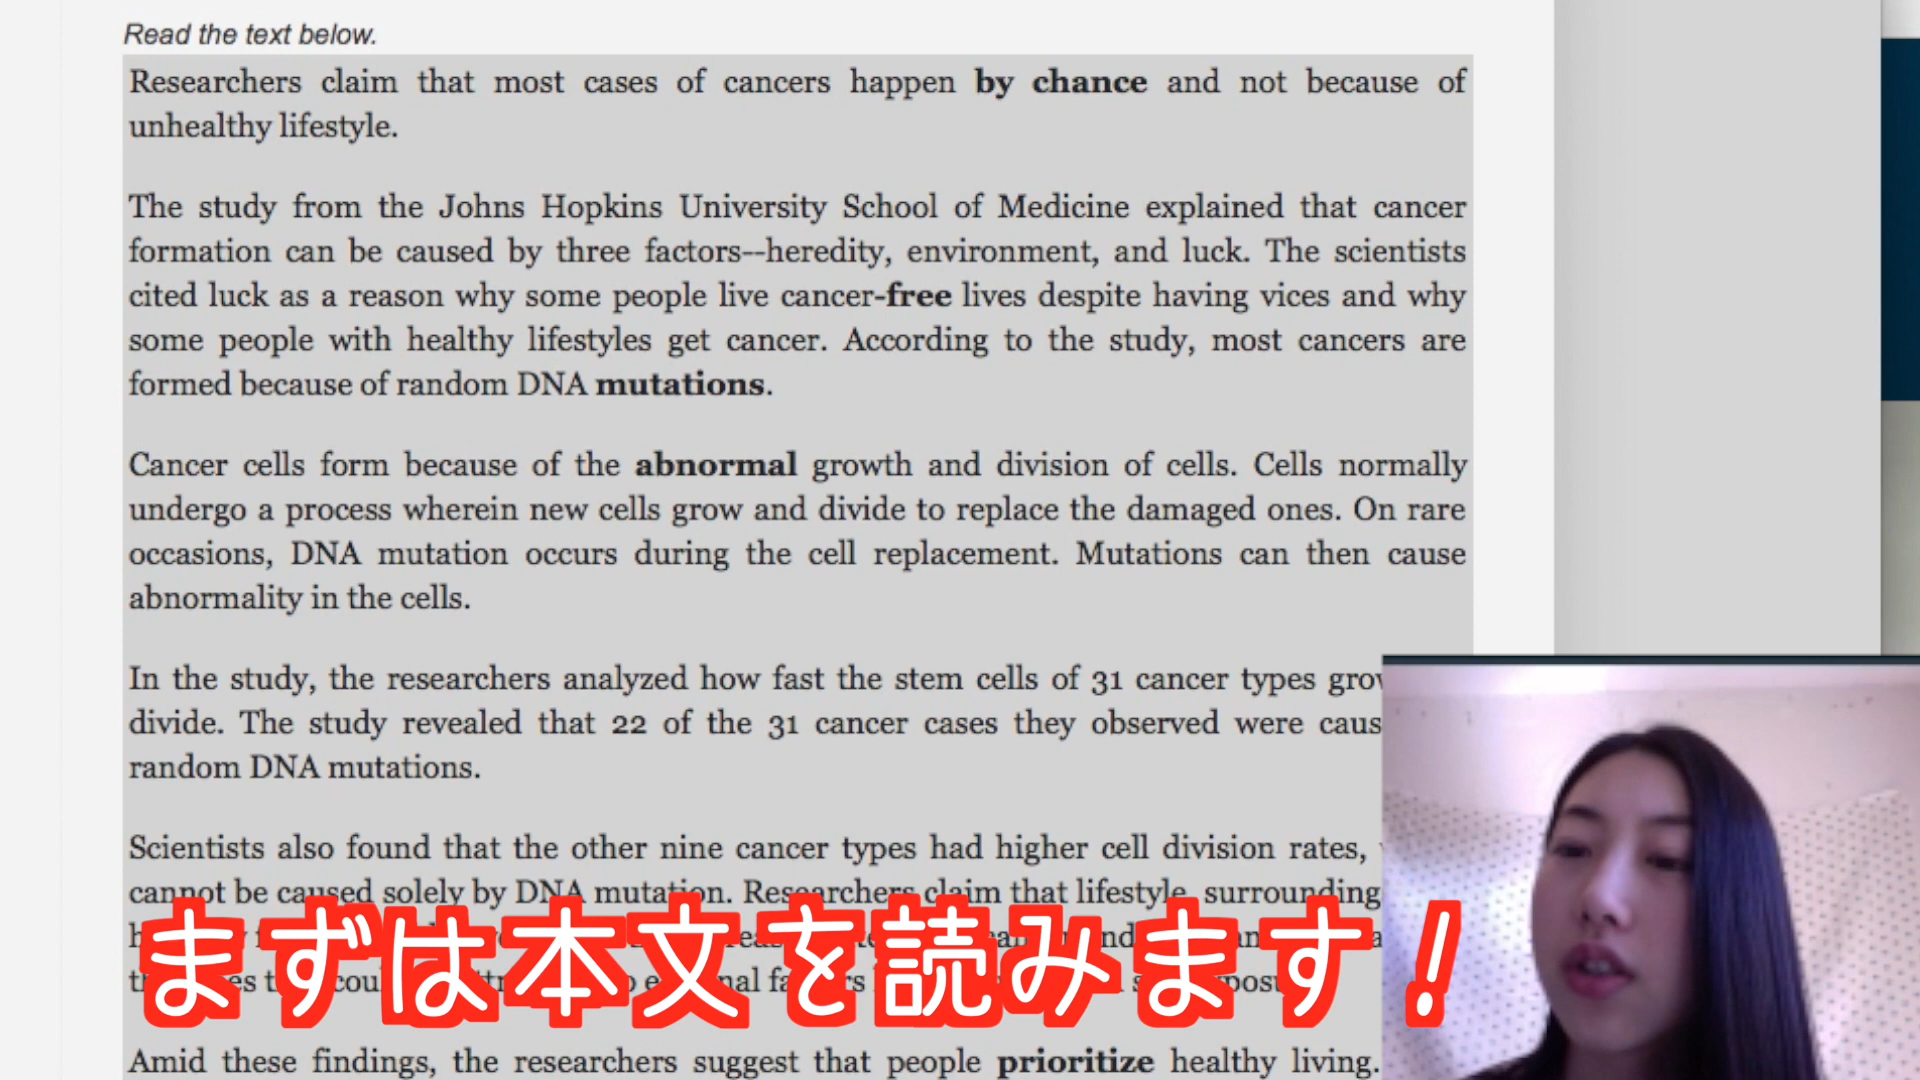 Read the text below.
Researchers claim that most cases of cancers happen by chance and not because of
unhealthy lifestyle.
The study from the Johns Hopkins University School of Medicine explained that cancer
formation can be caused by three factors--heredity, environment, and luck. The scientists
cited luck as a reason why some people live cancer-free lives despite having vices and why
some people with healthy lifestyles get cancer. According to the study, most cancers are
formed because of random DNA mutations.
Cancer cells form because of the abnormal growth and division of cells. Cells normally
undergo a process wherein new cells grow and divide to replace the damaged ones. On rare
occasions, DNA mutation occurs during the cell replacement. Mutations can then cause
abnormality in the cells.
In the study, the researchers analyzed how fast the stem cells of 31 cancer types
divide. The study revealed that 22 of the 31 cancer cases they observed were
random DNA mutations.
Scientists also found that the other nine cancer types had higher cell division rates,
cannot be caused solely by DNA mutation. Researchers claim that lifestyle, surrounding
まずは本文を読みます!
Amid these findings, the researchers suggest that people prioritize healthy living.